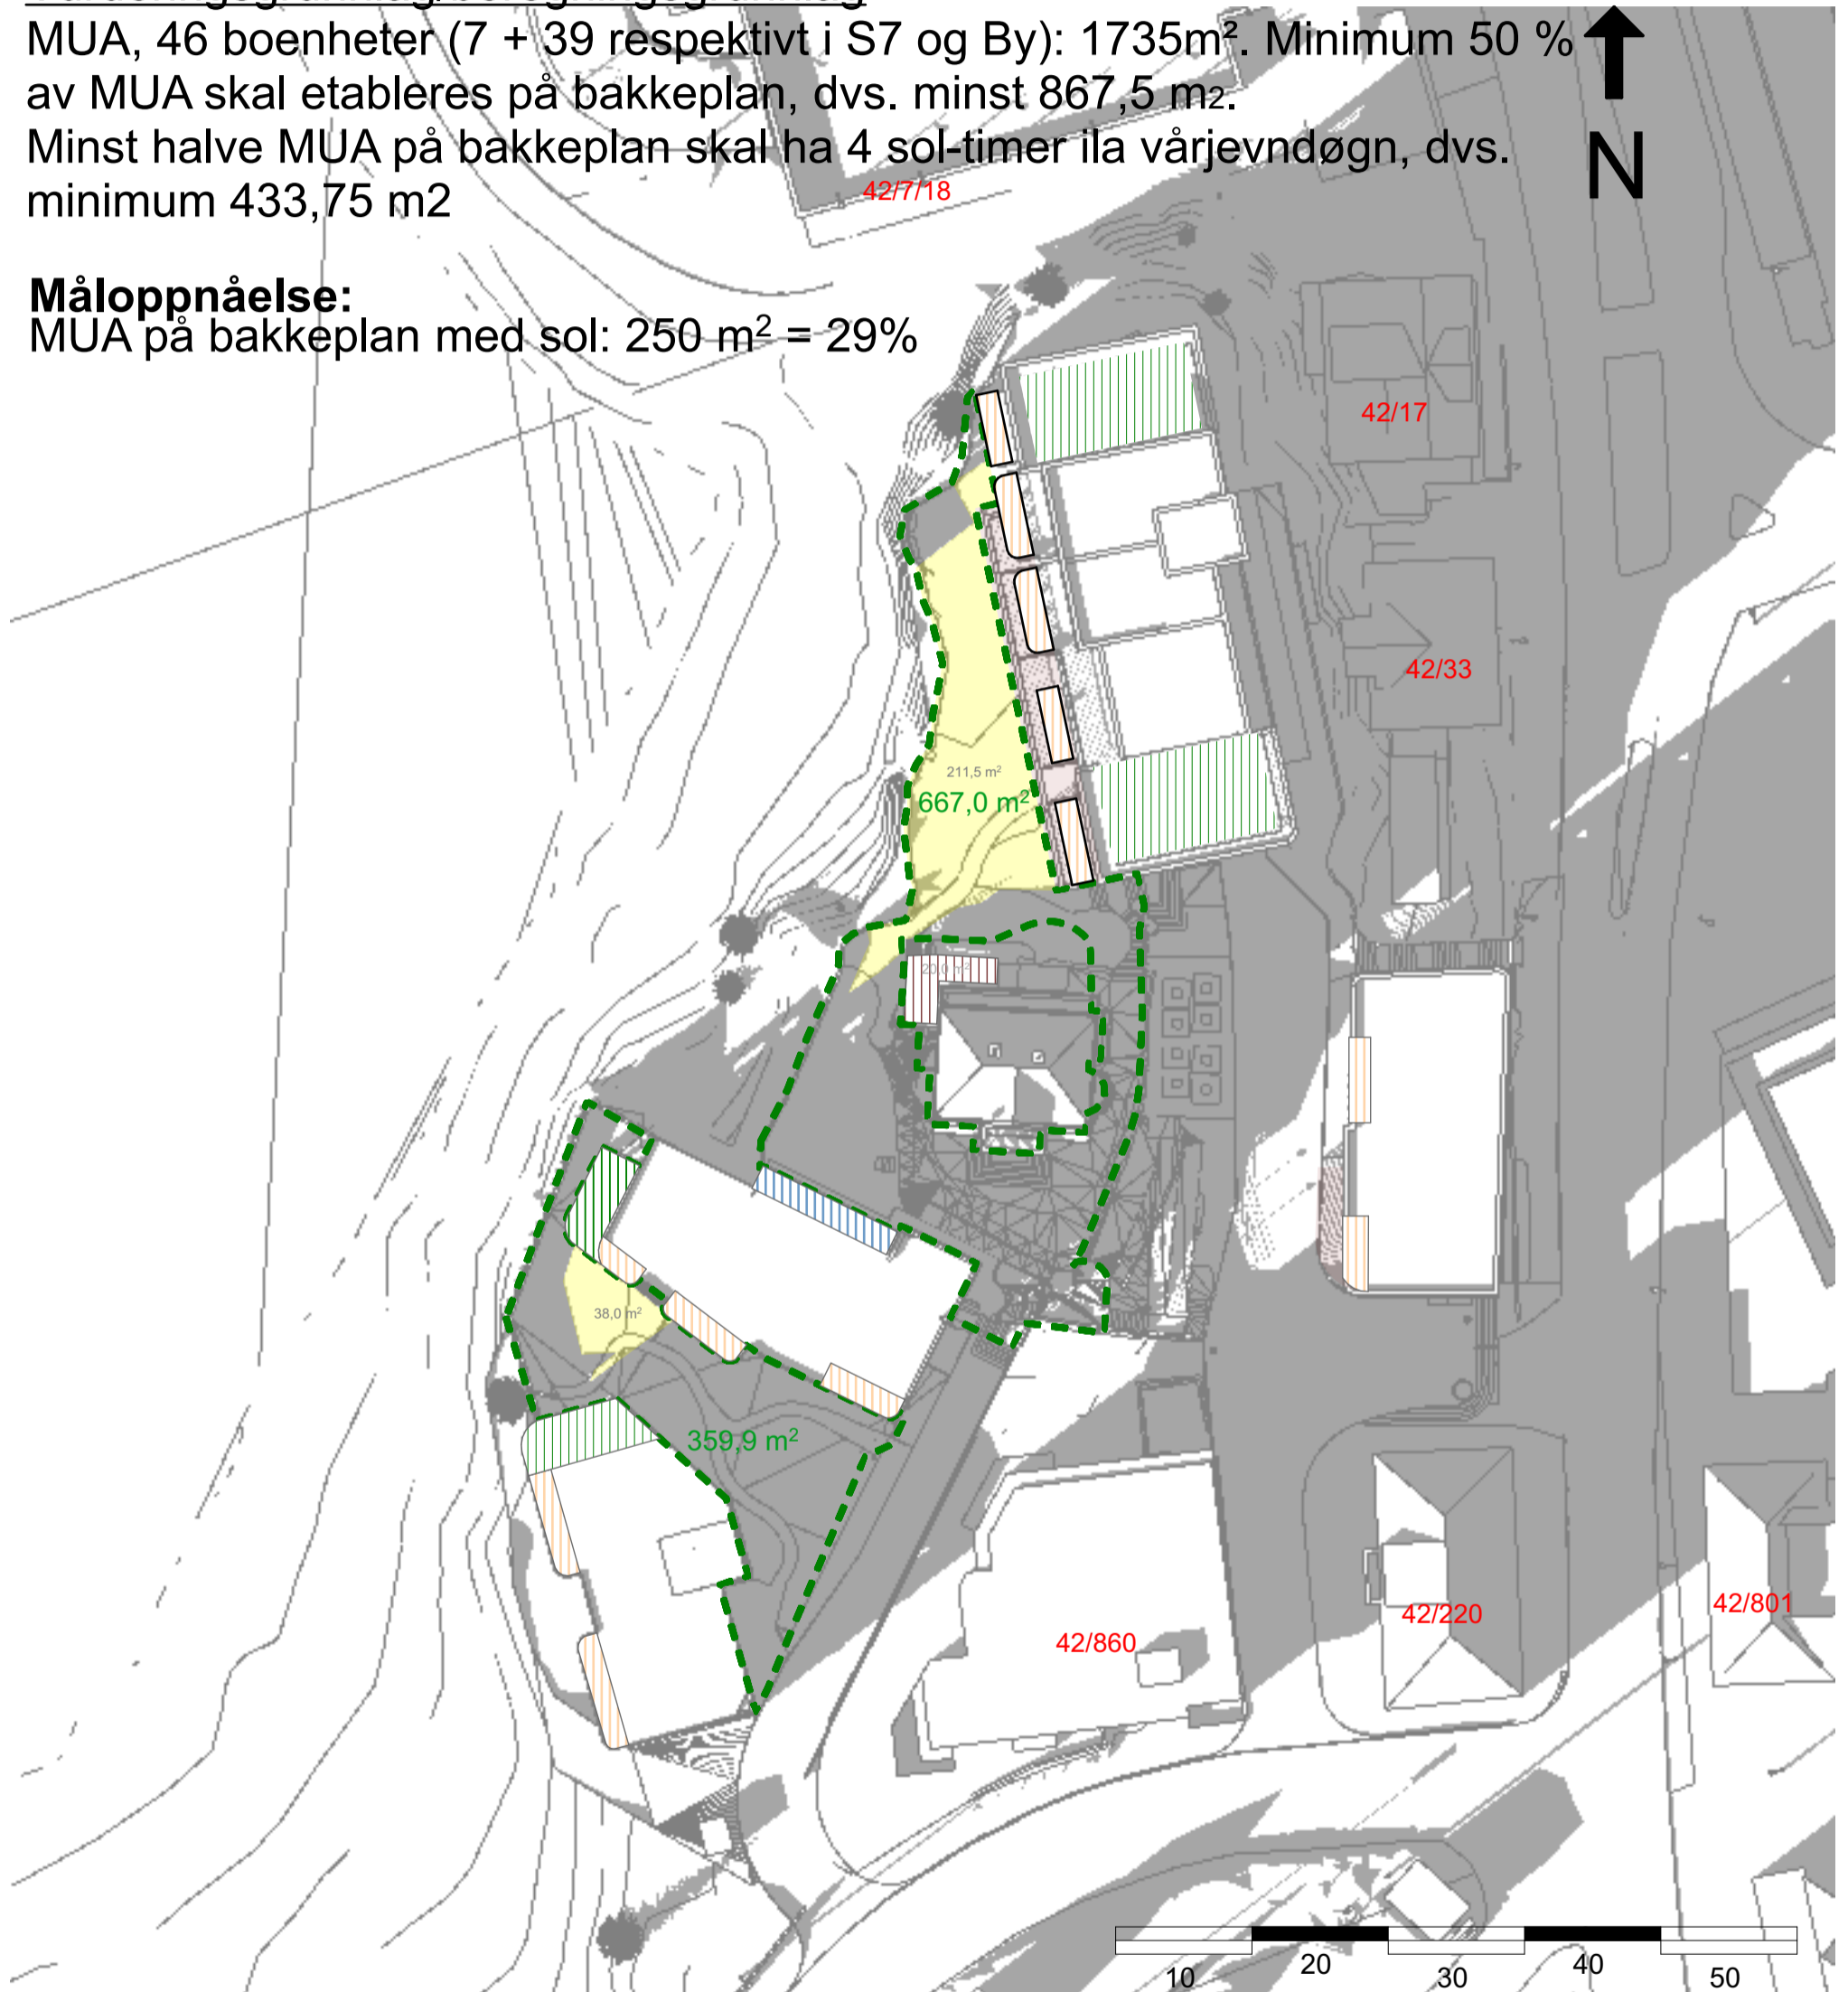 MUA, 46 boenheter (7 + 39 respektivt i S7 og By): 1735m². Minimum 50 %
av MUA skal etableres på bakkeplan, dvs. minst 867,5 m2.
Minst halve MUA på bakkeplan skal ha 4 sol-timer ila vårjevndøgn, dvs.
minimum 433,75 m2
N
42/7/18
Måloppnåelse:
MUA på bakkeplan med sol: 250 m² = 29%
42/17
42/33
211,5 m²
667,0 m²
20,0 m²
38,0 m²
359,9 m²
42/860
42/220
42/801
10 20 30 40 50